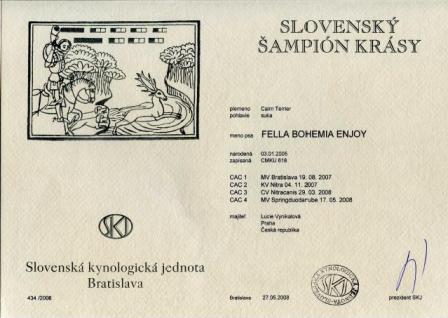 SLOVENSKÝ
ŠAMPIÓN KRÁSY
plemeno Cairn Terrier
pohlavie suka
meno psa FELLA BOHEMIA ENJOY
narodená 03.01.2005
zapísaná CMKU 618
CAC 1 MV Bratislava 19. 08. 2007
CAC 2 KV Nitra 04. 11. 2007
CAC 3 CV Nitracanis 29. 03. 2008
CAC 4 MV Springduodanube 17. 05. 2008
majiteľ Lucie Vynikalová
Praha
Česká republika
SKJ
Slovenská kynologická jednota
Bratislava
434 /2008
Bratislava 27.05.2008
SKJ
prezident SKJ